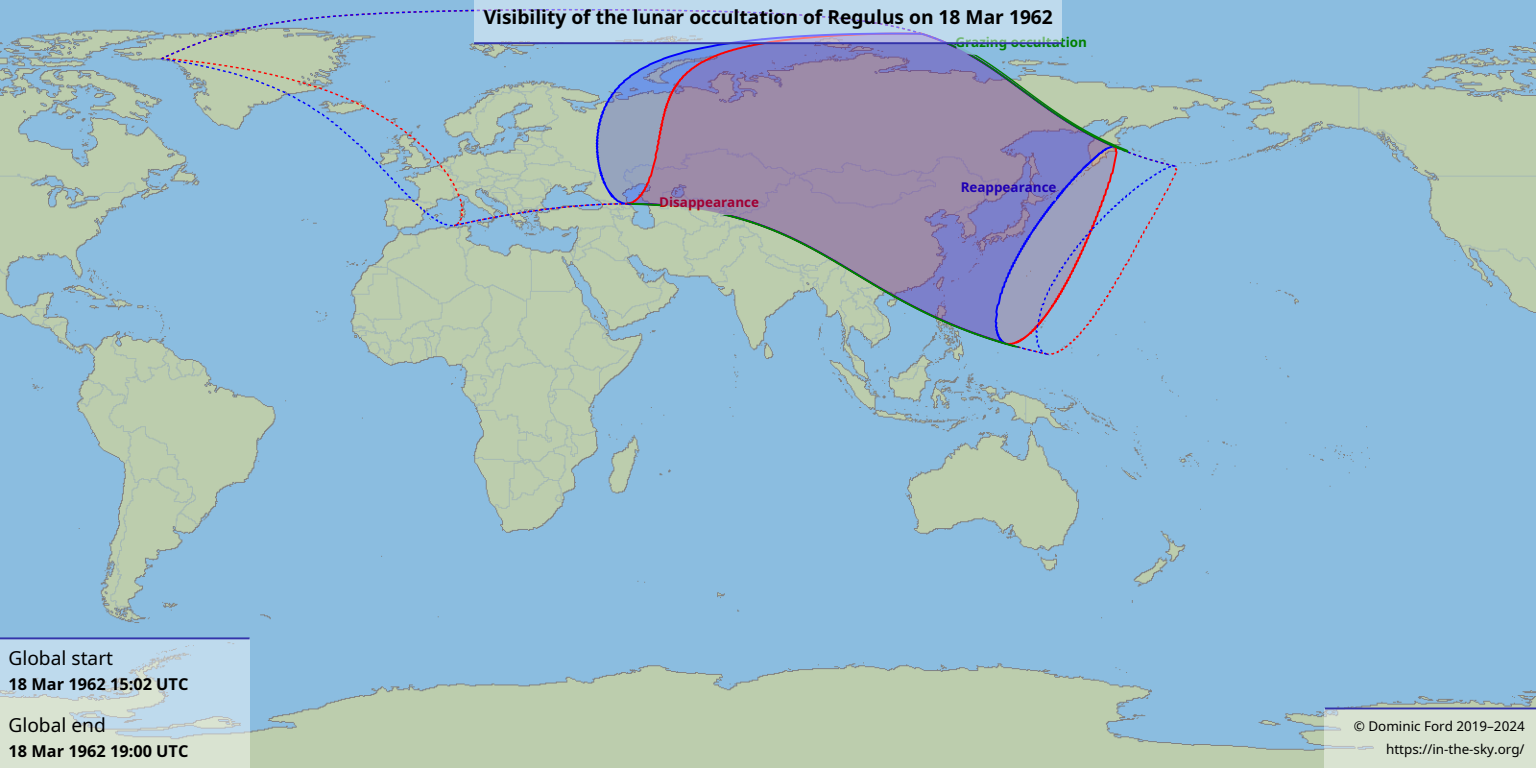 Visibility of the lunar occultation of Regulus on 18 Mar 1962
Grazing occultation
Reappearance
Disappearance
Global start
18 Mar 1962 15:02 UTC
Global end
18 Mar 1962 19:00 UTC
© Dominic Ford 2019–2024
https://in-the-sky.org/